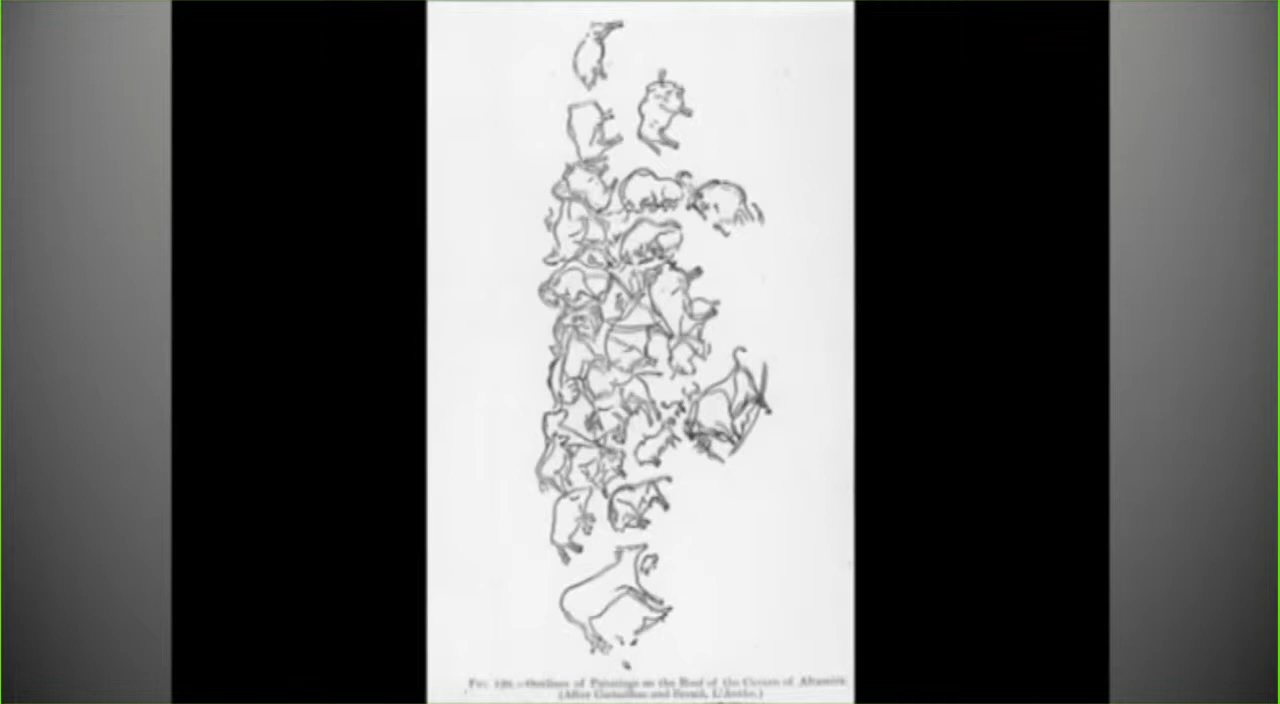 Outlines of Paintings on the Roof of the Cavern of Altamira
(After Cartailhac and Breuil, L'Anthr.)